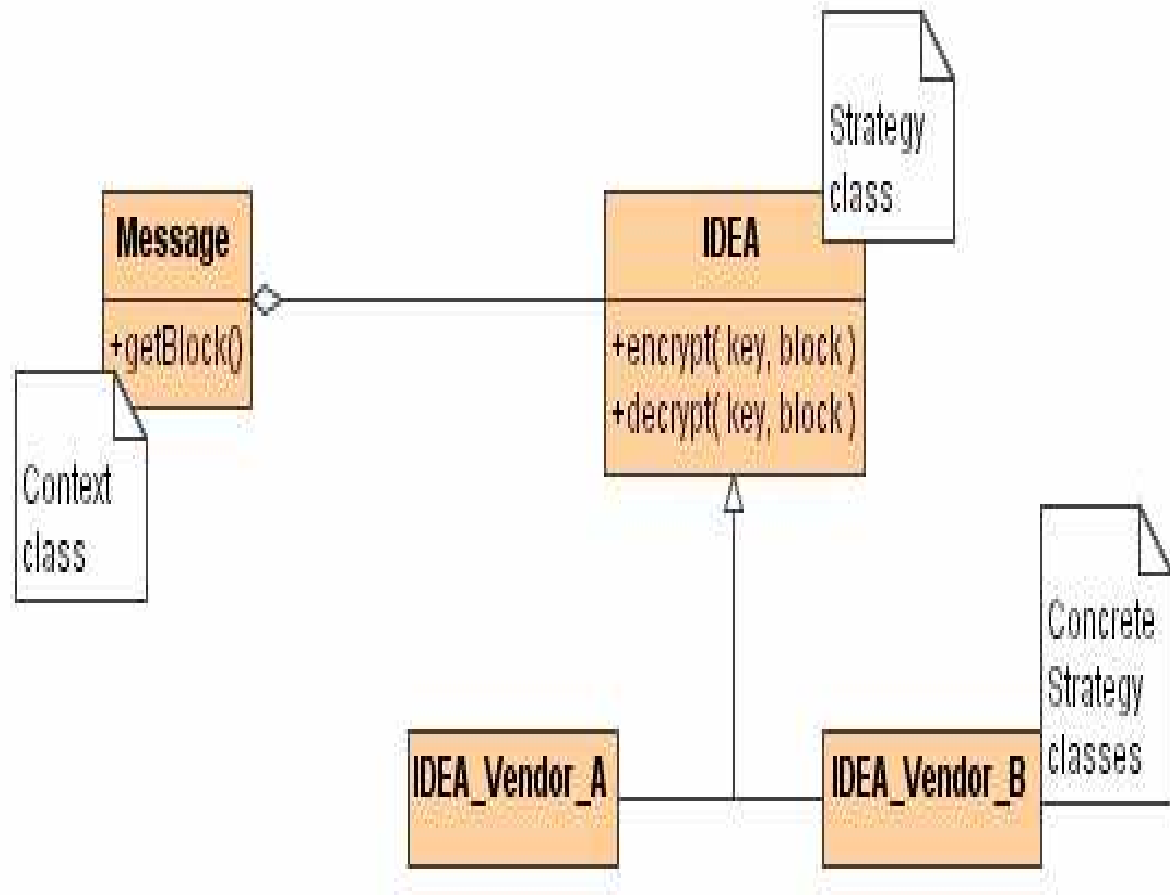 Strategy
class
Message
+getBlock()
Context
class
IDEA
+encrypt( key, block )
+decrypt( key, block )
IDEA_Vendor_A
IDEA_Vendor_B
Concrete
Strategy
classes